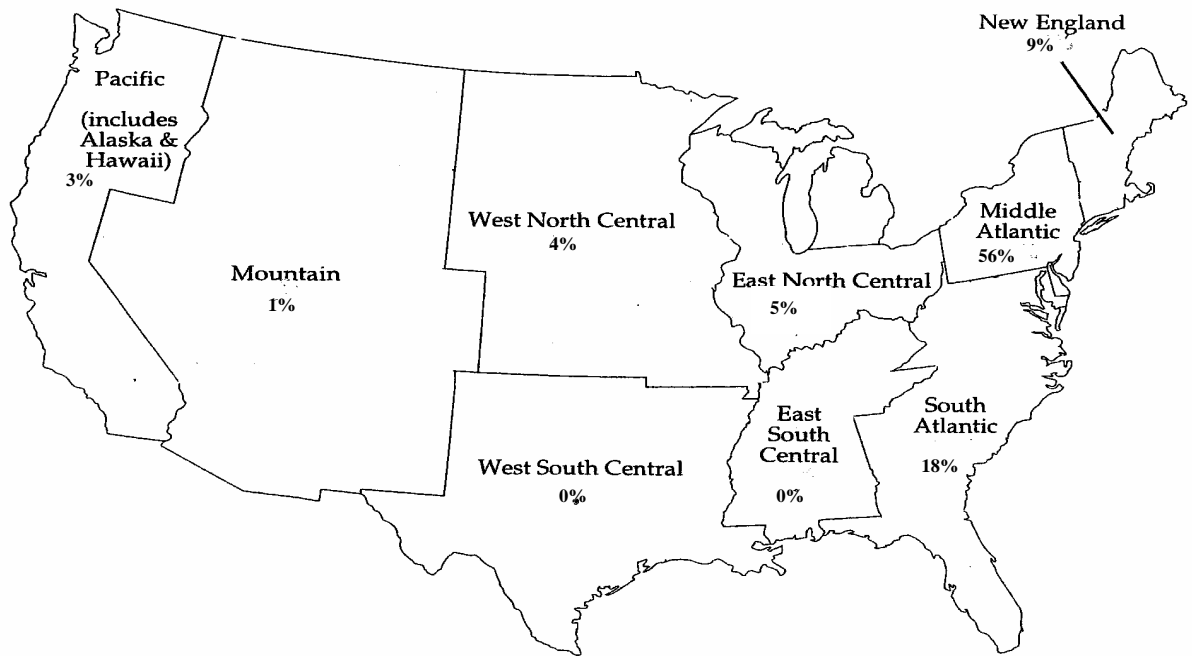 New England
9%
Pacific
(includes
Alaska &
Hawaii)
3%
West North Central
4%
Middle
Atlantic
56%
Mountain
1%
East North Central
5%
East
South
Central
0%
South
Atlantic
18%
West South Central
0%